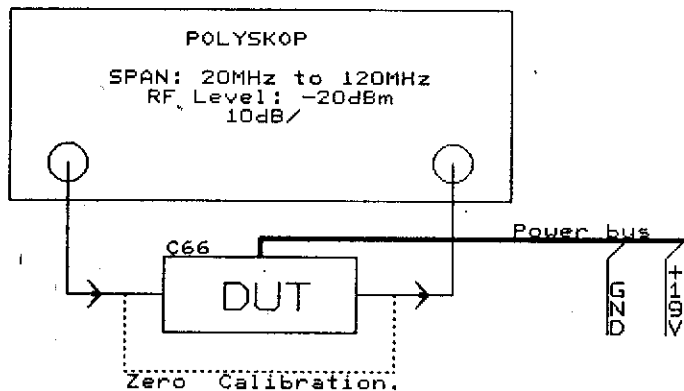 POLYSKOP
SPAN: 20MHz to 120MHz
RF Level: -20dBm
10dB/
Power bus
C66
DUT
GND
+19V
Zero Calibration.